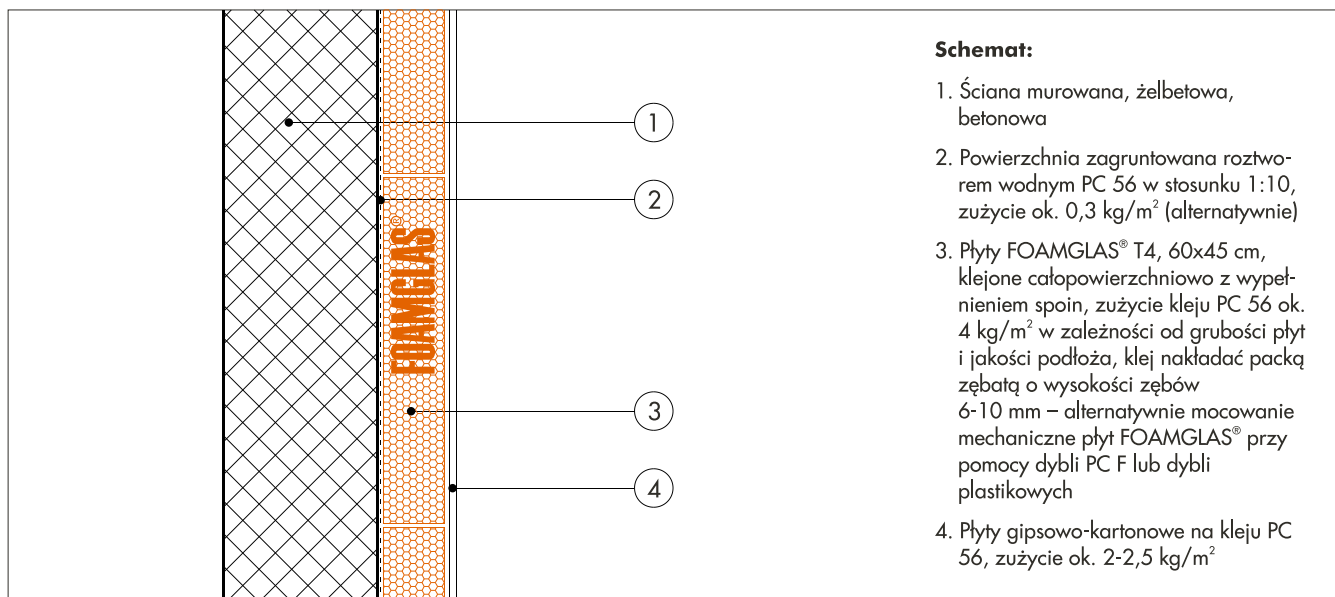 Schemat:
1. Ściana murowana, żelbetowa,
betonowa
2. Powierzchnia zagruntowana roztwo-
rem wodnym PC 56 w stosunku 1:10,
zużycie ok. 0,3 kg/m² (alternatywnie)
3. Płyty FOAMGLAS® T4, 60x45 cm,
klejone całopowierzchniowo z wypeł-
nieniem spoin, zużycie kleju PC 56 ok.
4 kg/m² w zależności od grubości płyt
i jakości podłoża, klej nakładać packą
zębatą o wysokości zębów
6-10 mm – alternatywnie mocowanie
mechaniczne płyt FOAMGLAS® przy
pomocy dybli PC F lub dybli
plastikowych
4. Płyty gipsowo-kartonowe na kleju PC
56, zużycie ok. 2-2,5 kg/m²
1
2
FOAMGLAS®
3
4